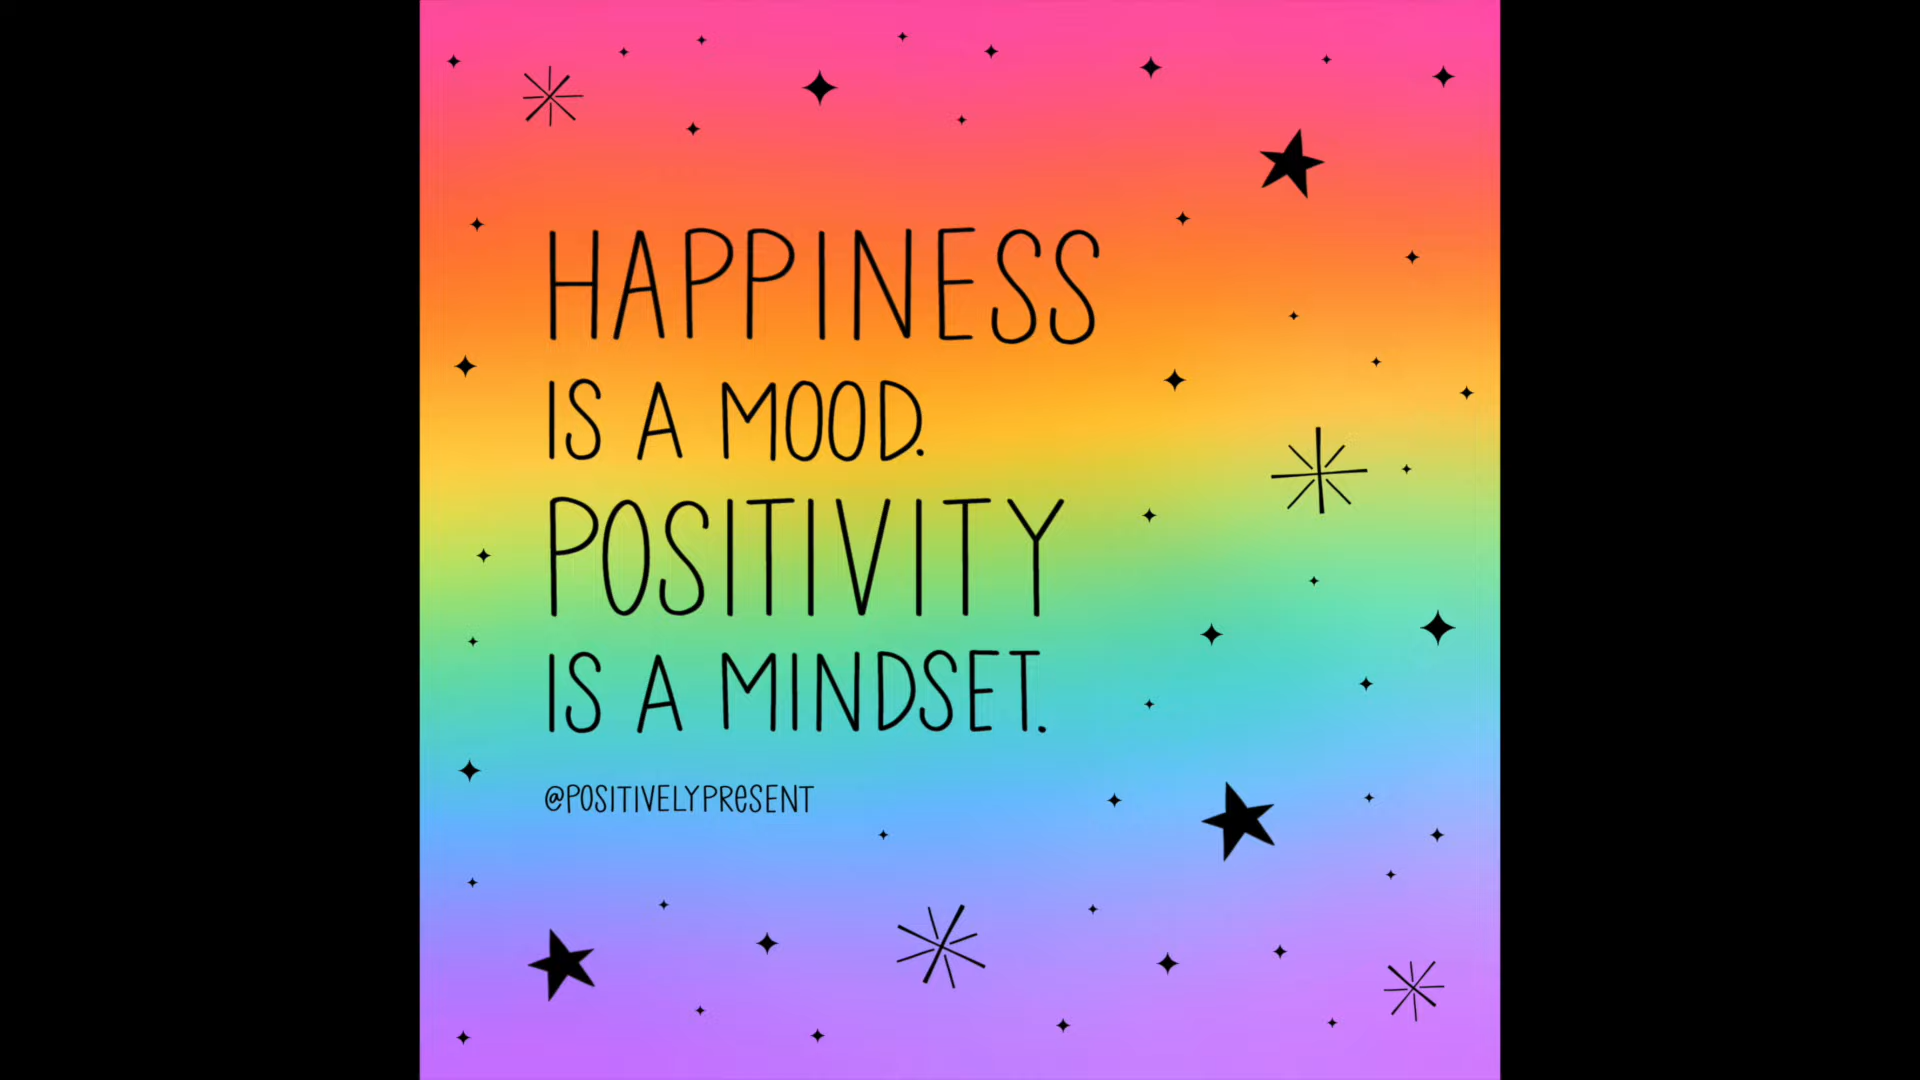 HAPPINESS
IS A MOOD.
POSITIVITY
IS A MINDSET.
@POSITIVELYPRESENT